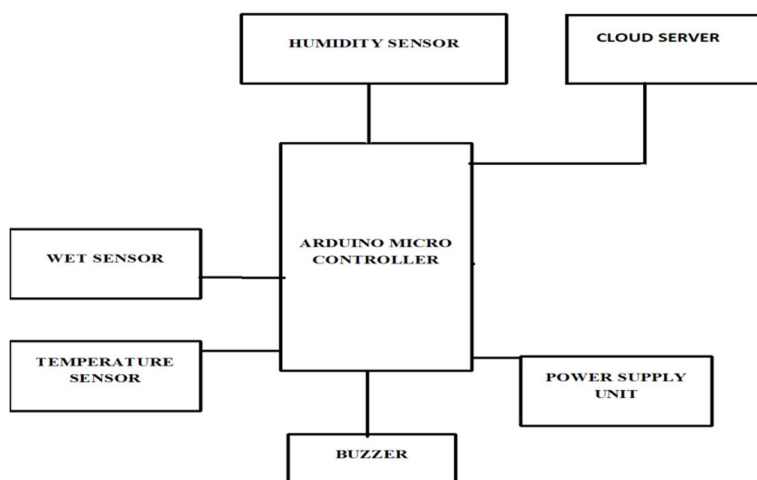 HUMIDITY SENSOR
CLOUD SERVER
ARDUINO MICRO
CONTROLLER
WET SENSOR
TEMPERATURE
SENSOR
POWER SUPPLY
UNIT
BUZZER